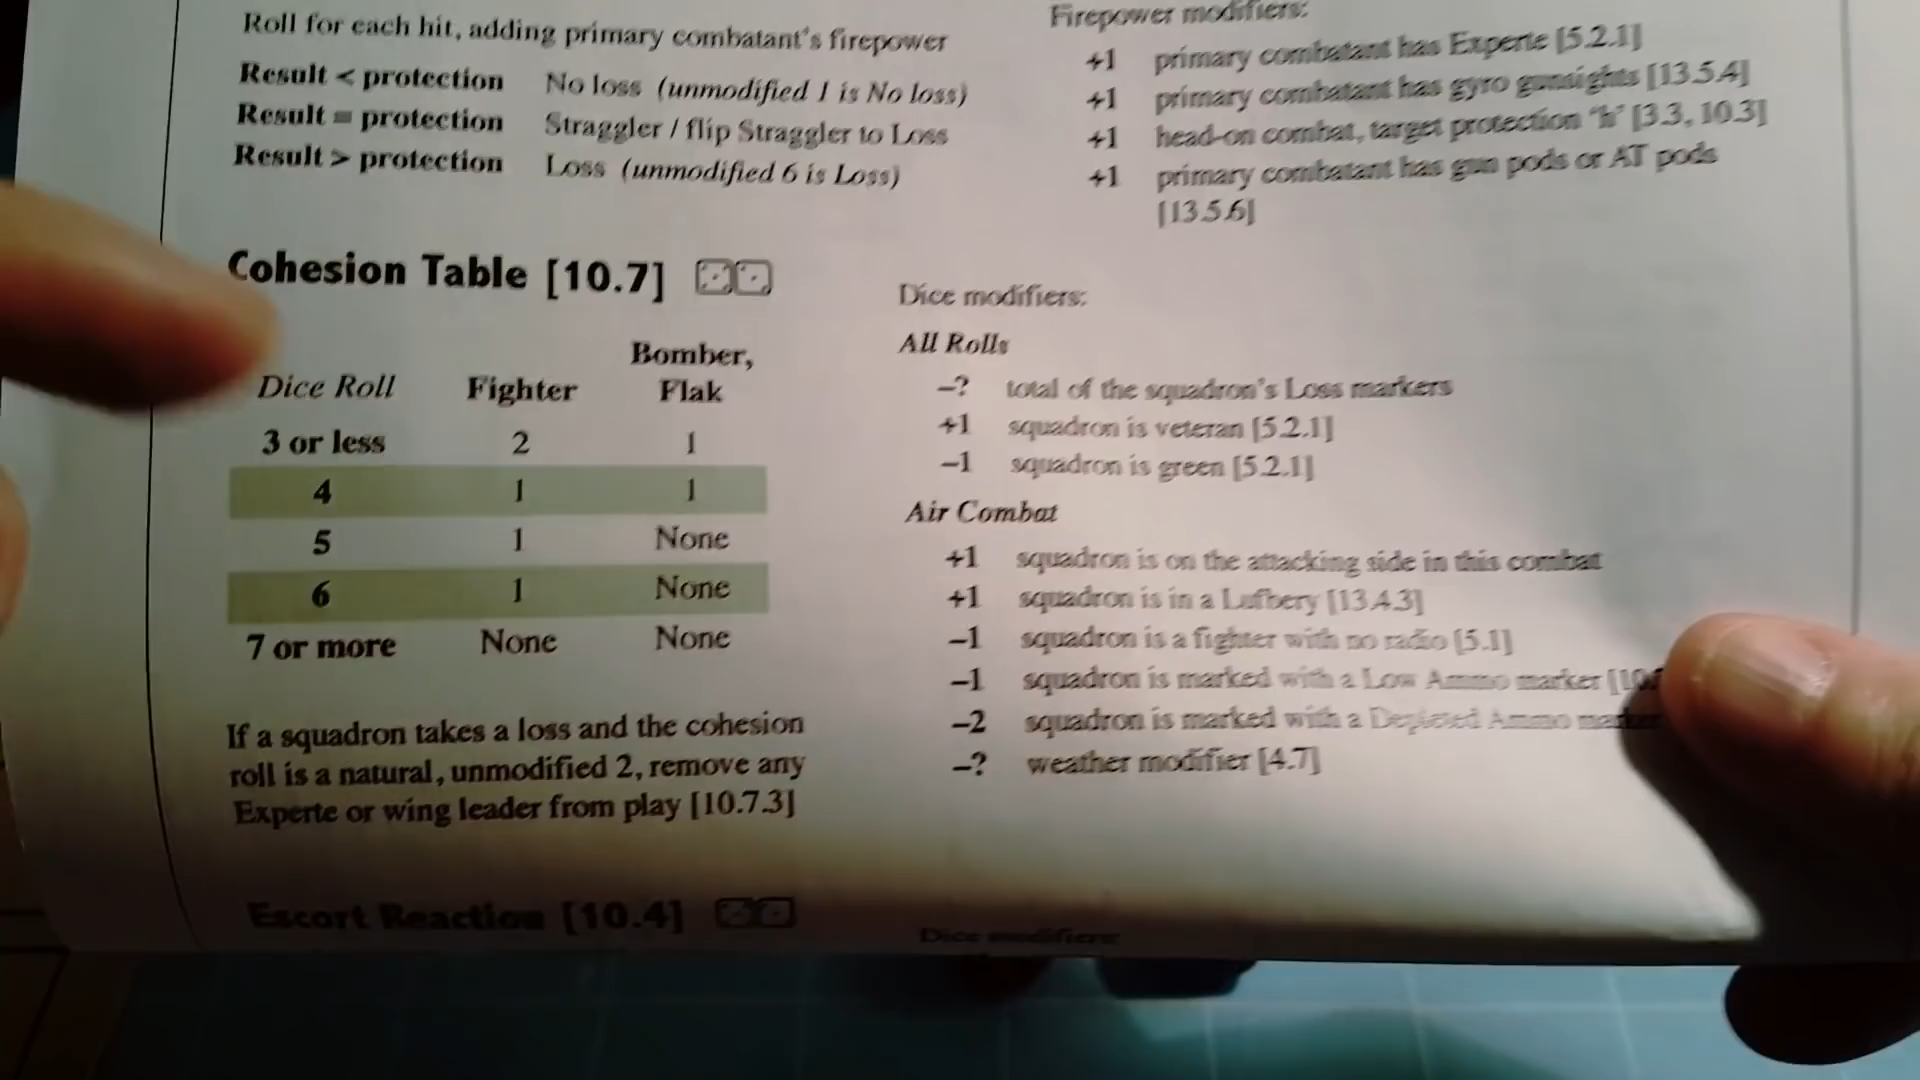 Roll for each hit, adding primary combatant's firepower
Result < protection No loss (unmodified 1 is No loss)
Result = protection Straggler / flip Straggler to Loss
Result > protection Loss (unmodified 6 is Loss)
Firepower modifiers:
+1 primary combatant has Experte [5.2.1]
+1 primary combatant has gyro gunsights [13.5.4]
+1 head-on combat, target protection 'h' [3.3, 10.3]
+1 primary combatant has gun pods or AT pods
[13.5.6]
Cohesion Table [10.7]
Bomber,
Dice Roll Fighter Flak
3 or less 2 1
4 1 1
5 1 None
6 1 None
7 or more None None
If a squadron takes a loss and the cohesion
roll is a natural, unmodified 2, remove any
Experte or wing leader from play [10.7.3]
Dice modifiers:
All Rolls
–? total of the squadron's Loss markers
+1 squadron is veteran [5.2.1]
–1 squadron is green [5.2.1]
Air Combat
+1 squadron is on the attacking side in this combat
+1 squadron is in a Lufbery [13.4.3]
–1 squadron is a fighter with no radio [5.1]
–1 squadron is marked with a Low Ammo marker
–2 squadron is marked with a Depleted Ammo marker
–? weather modifier [4.7]
Escort Reaction [10.4]
Dice modifiers: